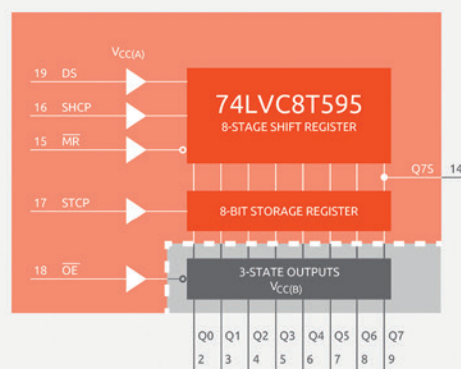 VCC(A)
19 DS
16 SHCP
15 MR
17 STCP
18 OE
74LVC8T595
8-STAGE SHIFT REGISTER
Q7S 14
8-BIT STORAGE REGISTER
3-STATE OUTPUTS
VCC(B)
Q0 Q1 Q2 Q3 Q4 Q5 Q6 Q7
2 3 4 5 6 7 8 9